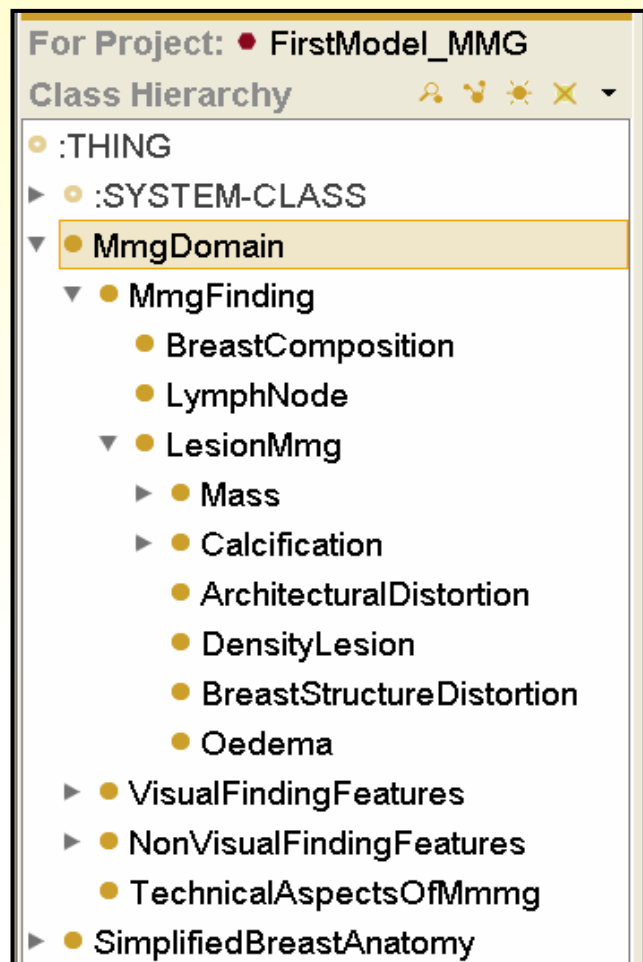 For Project: FirstModel_MMG
Class Hierarchy
:THING
:SYSTEM-CLASS
MmgDomain
MmgFinding
BreastComposition
LymphNode
LesionMmg
Mass
Calcification
ArchitecturalDistortion
DensityLesion
BreastStructureDistortion
Oedema
VisualFindingFeatures
NonVisualFindingFeatures
TechnicalAspectsOfMmmg
SimplifiedBreastAnatomy